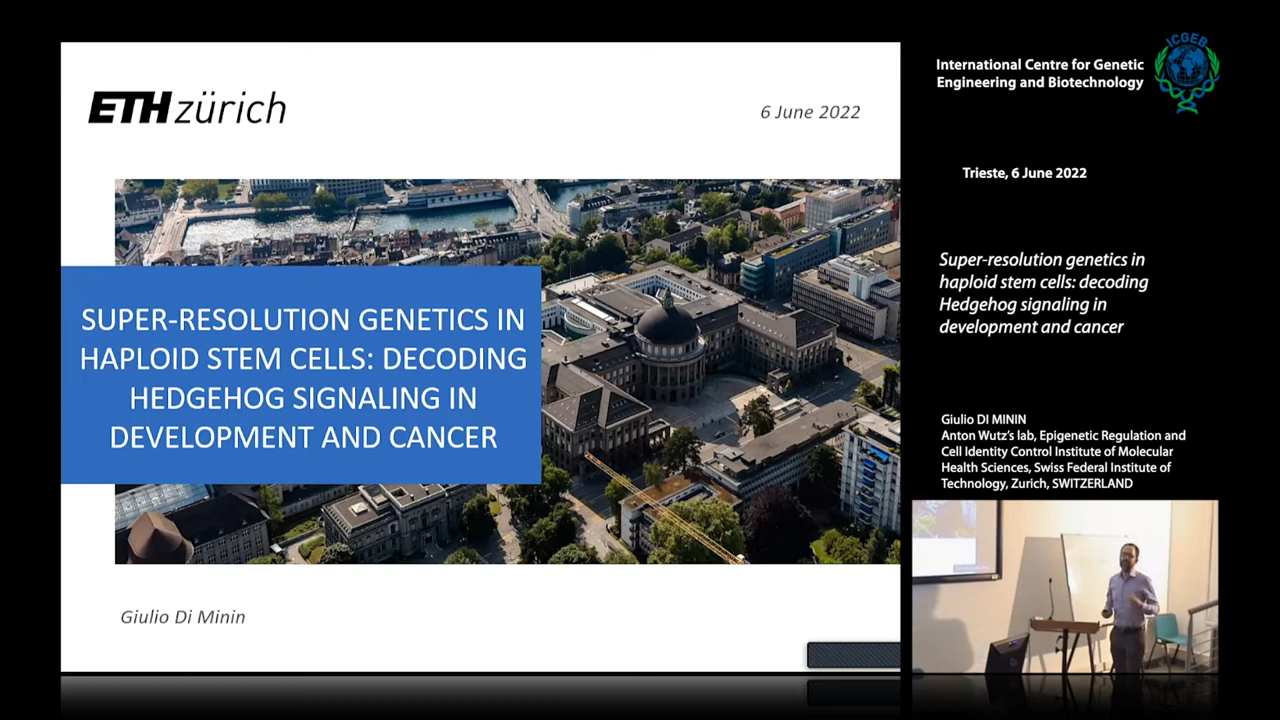 ETH zürich
6 June 2022
SUPER-RESOLUTION GENETICS IN
HAPLOID STEM CELLS: DECODING
HEDGEHOG SIGNALING IN
DEVELOPMENT AND CANCER
Giulio Di Minin
International Centre for Genetic
Engineering and Biotechnology
ICGEB
Trieste, 6 June 2022
Super-resolution genetics in
haploid stem cells: decoding
Hedgehog signaling in
development and cancer
Giulio DI MININ
Anton Wutz's lab, Epigenetic Regulation and
Cell Identity Control Institute of Molecular
Health Sciences, Swiss Federal Institute of
Technology, Zurich, SWITZERLAND